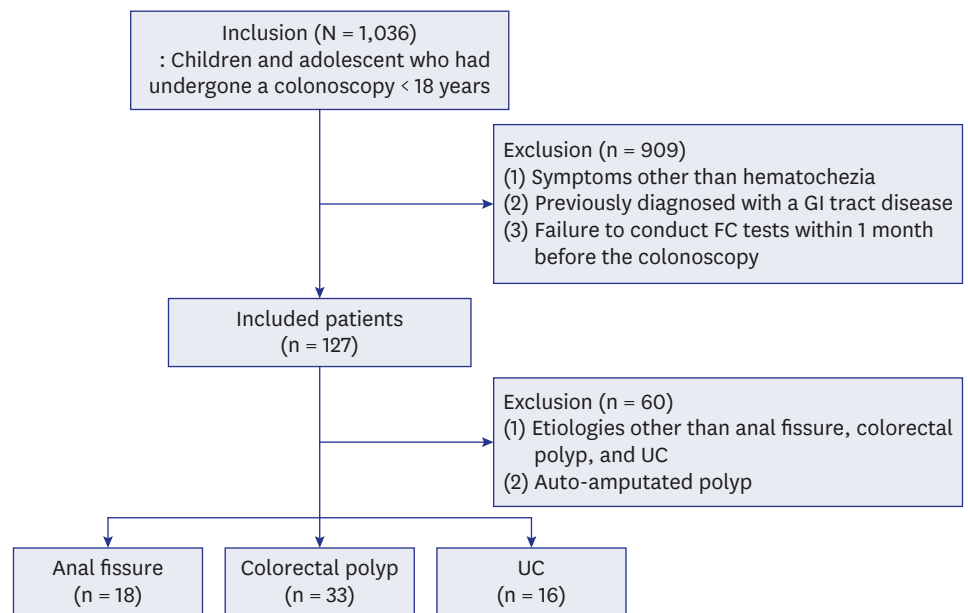 Inclusion (N = 1,036)
: Children and adolescent who had
undergone a colonoscopy < 18 years
Exclusion (n = 909)
(1) Symptoms other than hematochezia
(2) Previously diagnosed with a GI tract disease
(3) Failure to conduct FC tests within 1 month
before the colonoscopy
Included patients
(n = 127)
Exclusion (n = 60)
(1) Etiologies other than anal fissure, colorectal
polyp, and UC
(2) Auto-amputated polyp
Anal fissure
(n = 18)
Colorectal polyp
(n = 33)
UC
(n = 16)